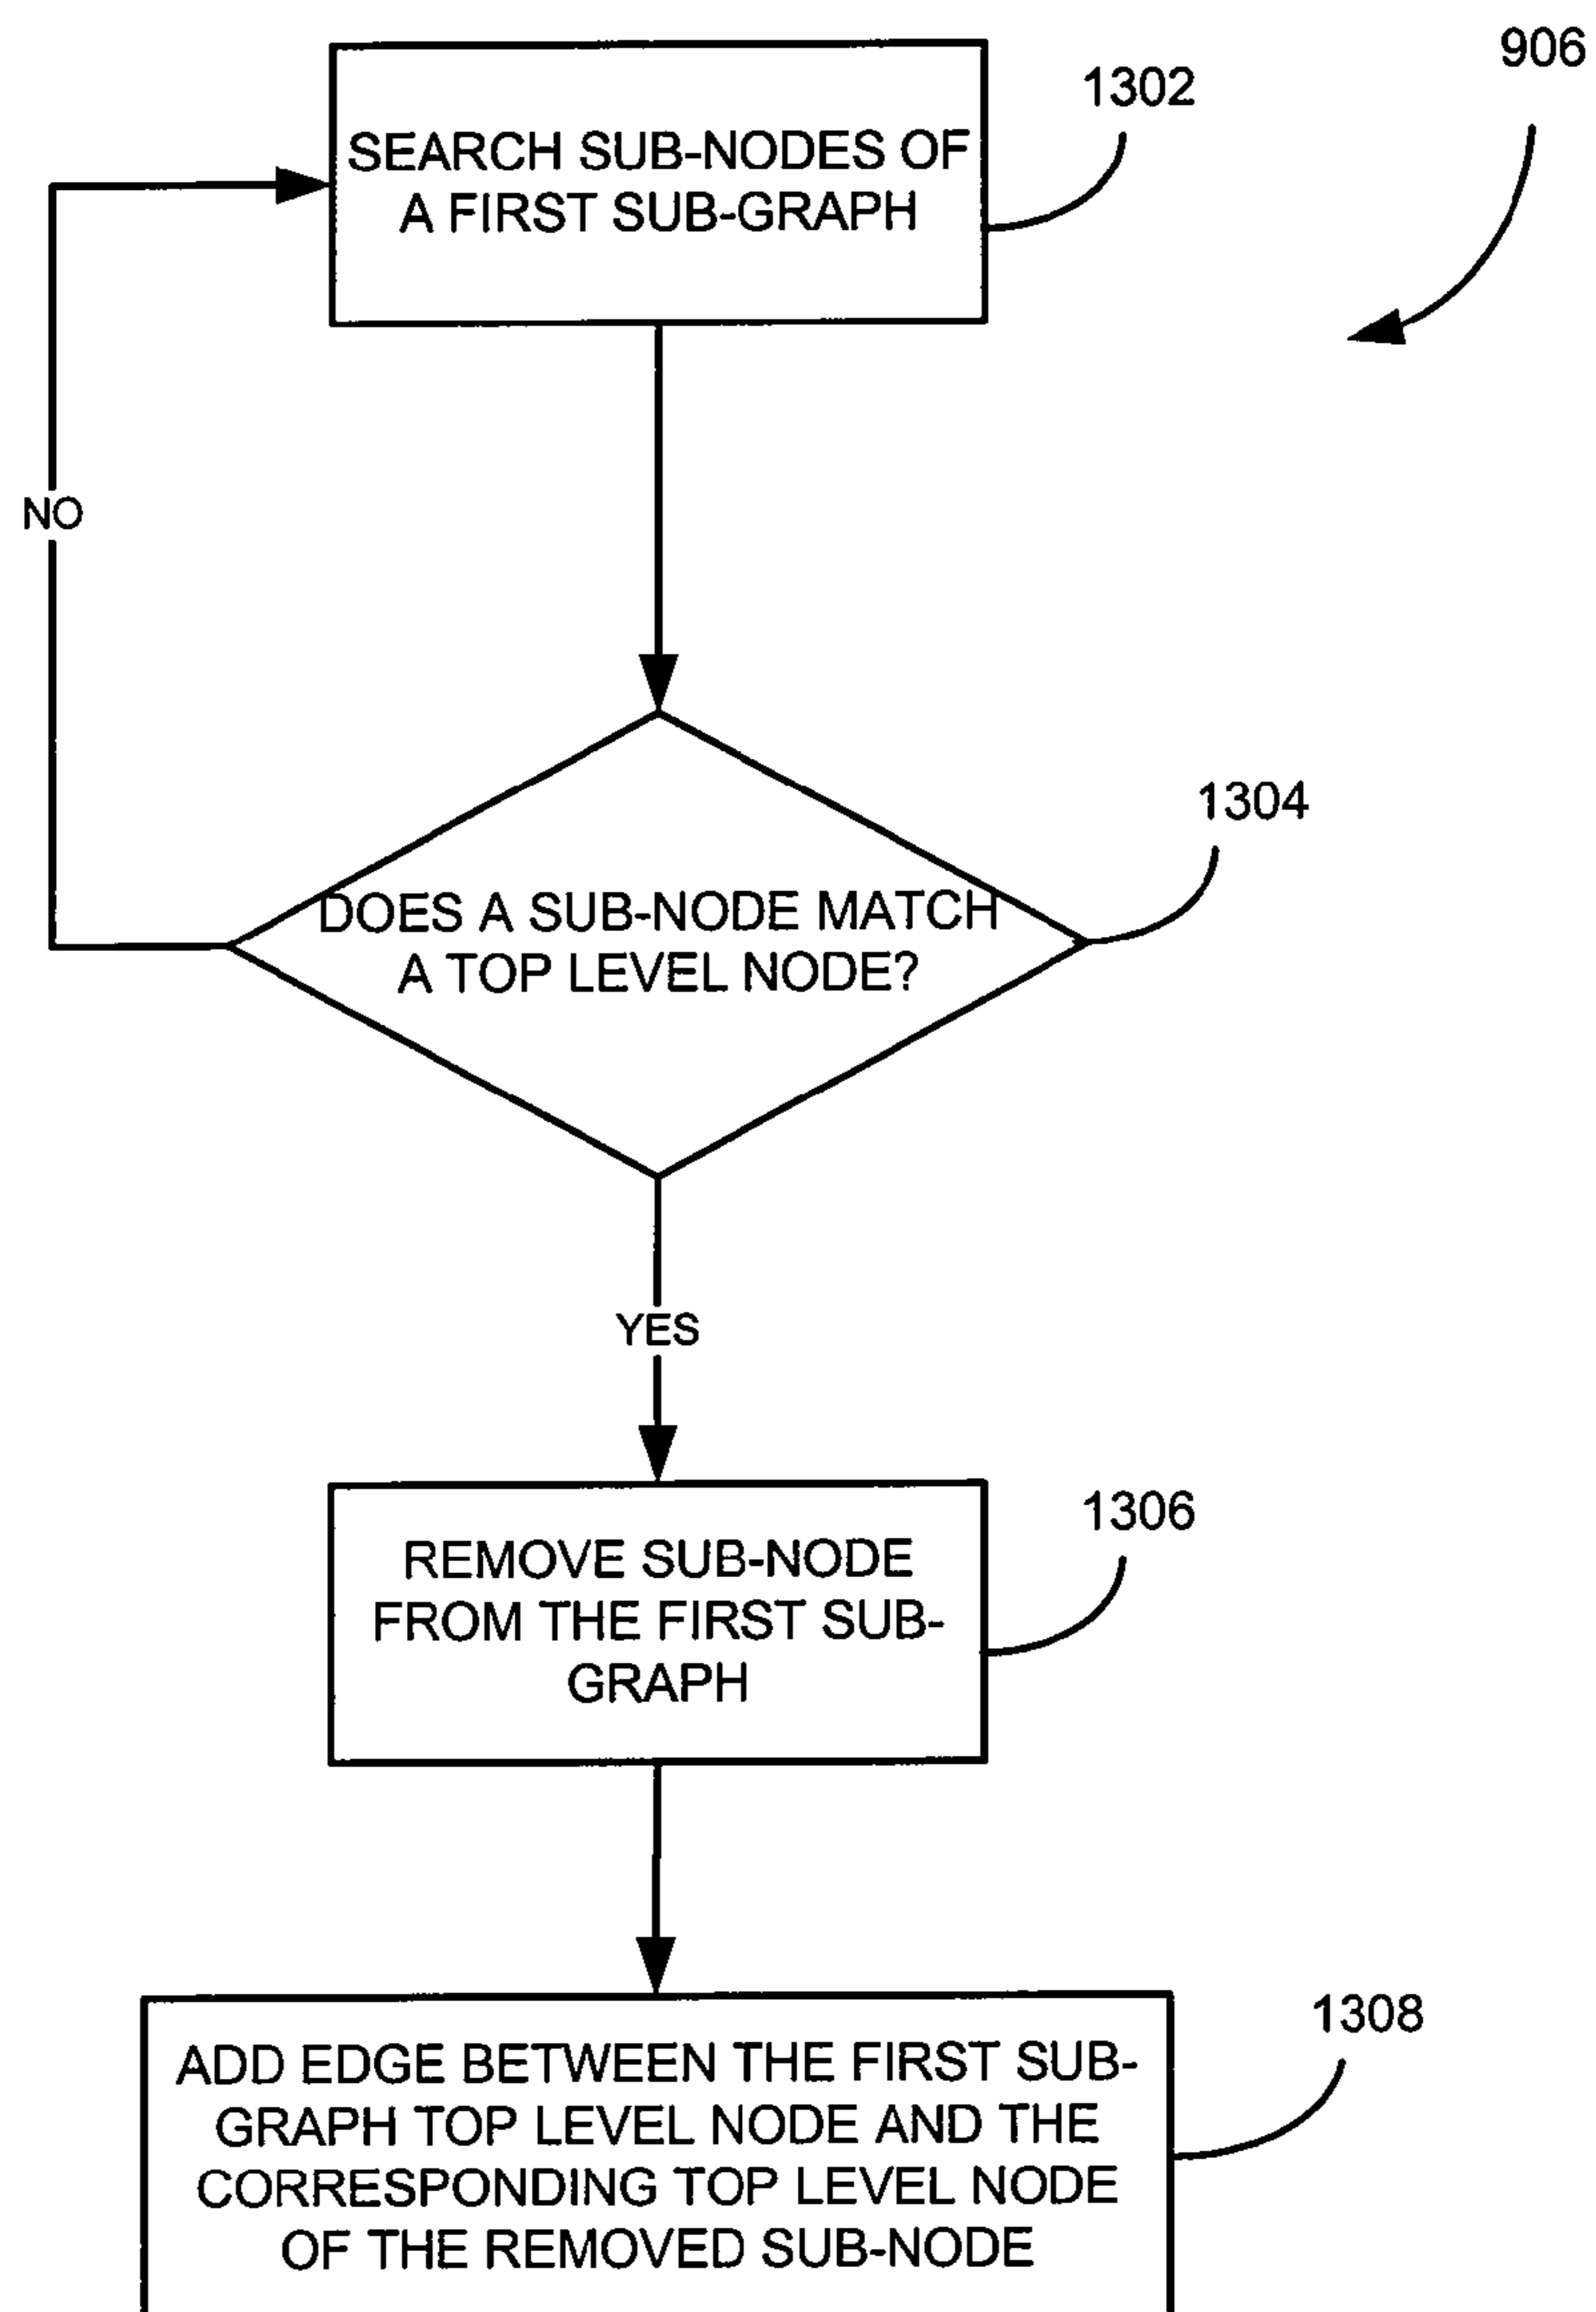 906
1302
SEARCH SUB-NODES OF
A FIRST SUB-GRAPH
NO
1304
DOES A SUB-NODE MATCH
A TOP LEVEL NODE?
YES
1306
REMOVE SUB-NODE
FROM THE FIRST SUB-
GRAPH
1308
ADD EDGE BETWEEN THE FIRST SUB-
GRAPH TOP LEVEL NODE AND THE
CORRESPONDING TOP LEVEL NODE
OF THE REMOVED SUB-NODE